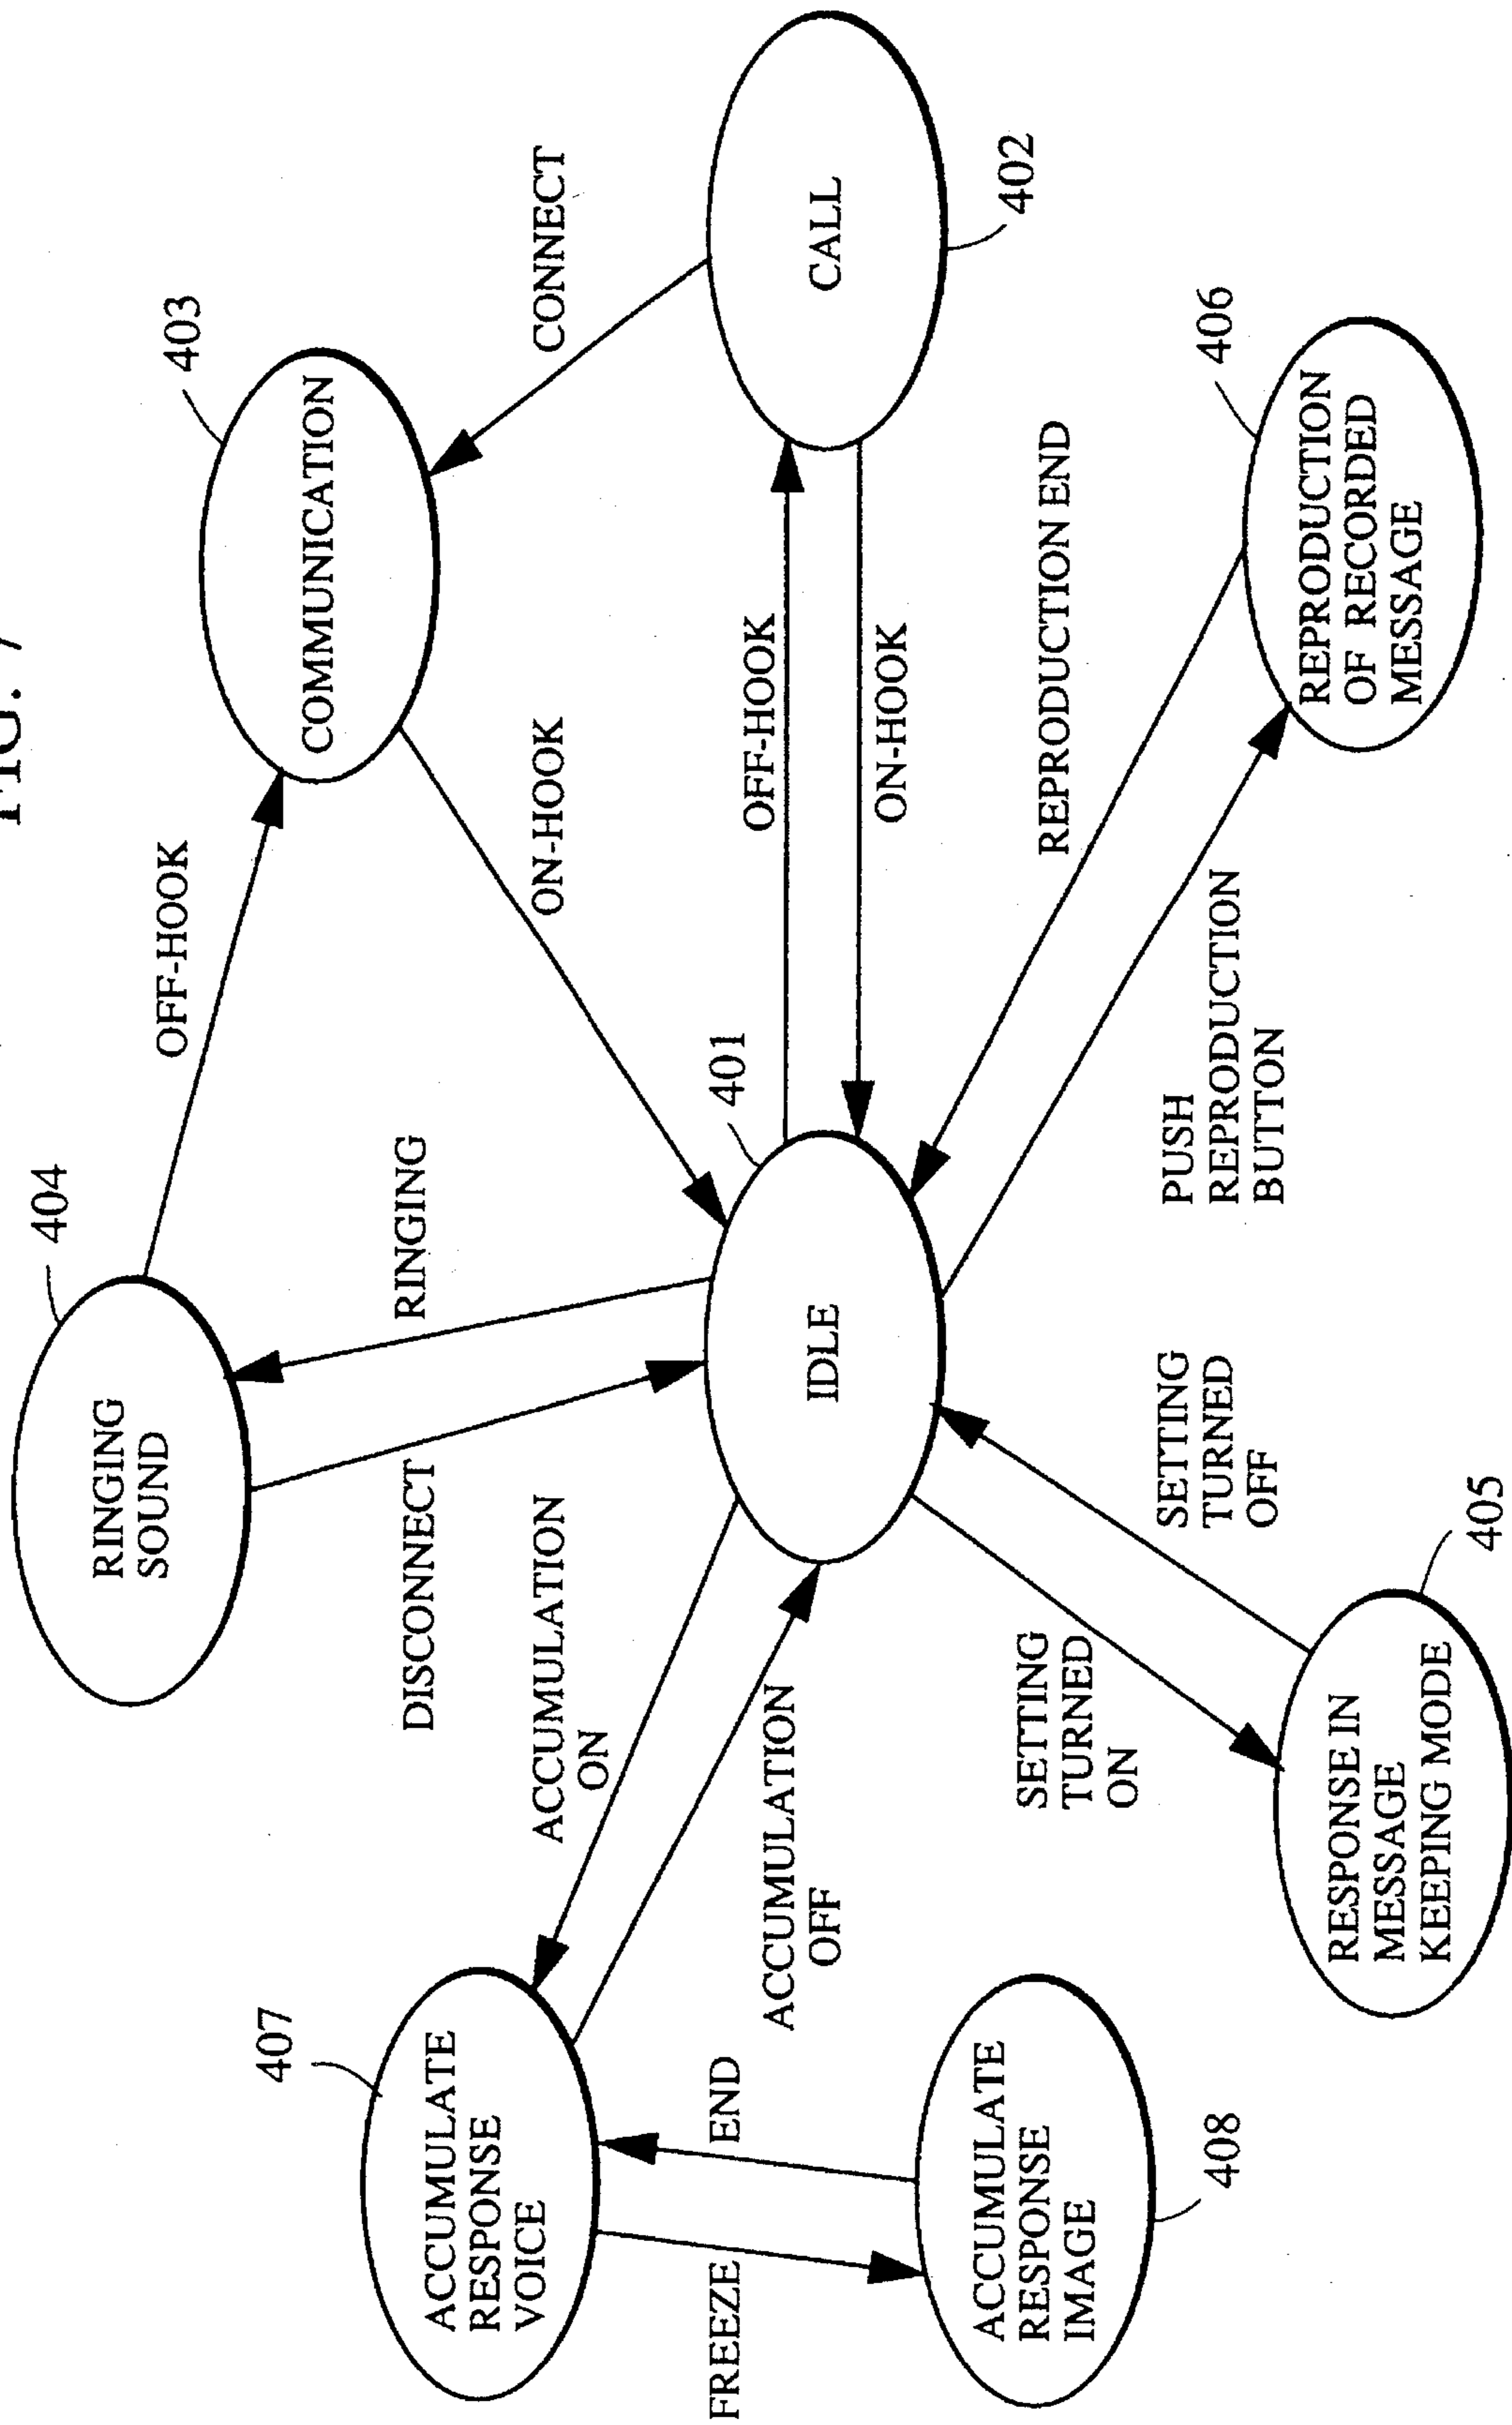 FIG. 7
404
RINGING
SOUND
OFF-HOOK
403
COMMUNICATION
407
ACCUMULATE
RESPONSE
VOICE
DISCONNECT
RINGING
ON-HOOK
CONNECT
ACCUMULATION
ON
401
IDLE
OFF-HOOK
ON-HOOK
CALL
402
FREEZE
END
ACCUMULATION
OFF
ACCUMULATE
RESPONSE
IMAGE
408
SETTING
TURNED
ON
SETTING
TURNED
OFF
REPRODUCTION END
PUSH
REPRODUCTION
BUTTON
406
REPRODUCTION
OF RECORDED
MESSAGE
RESPONSE IN
MESSAGE
KEEPING MODE
405